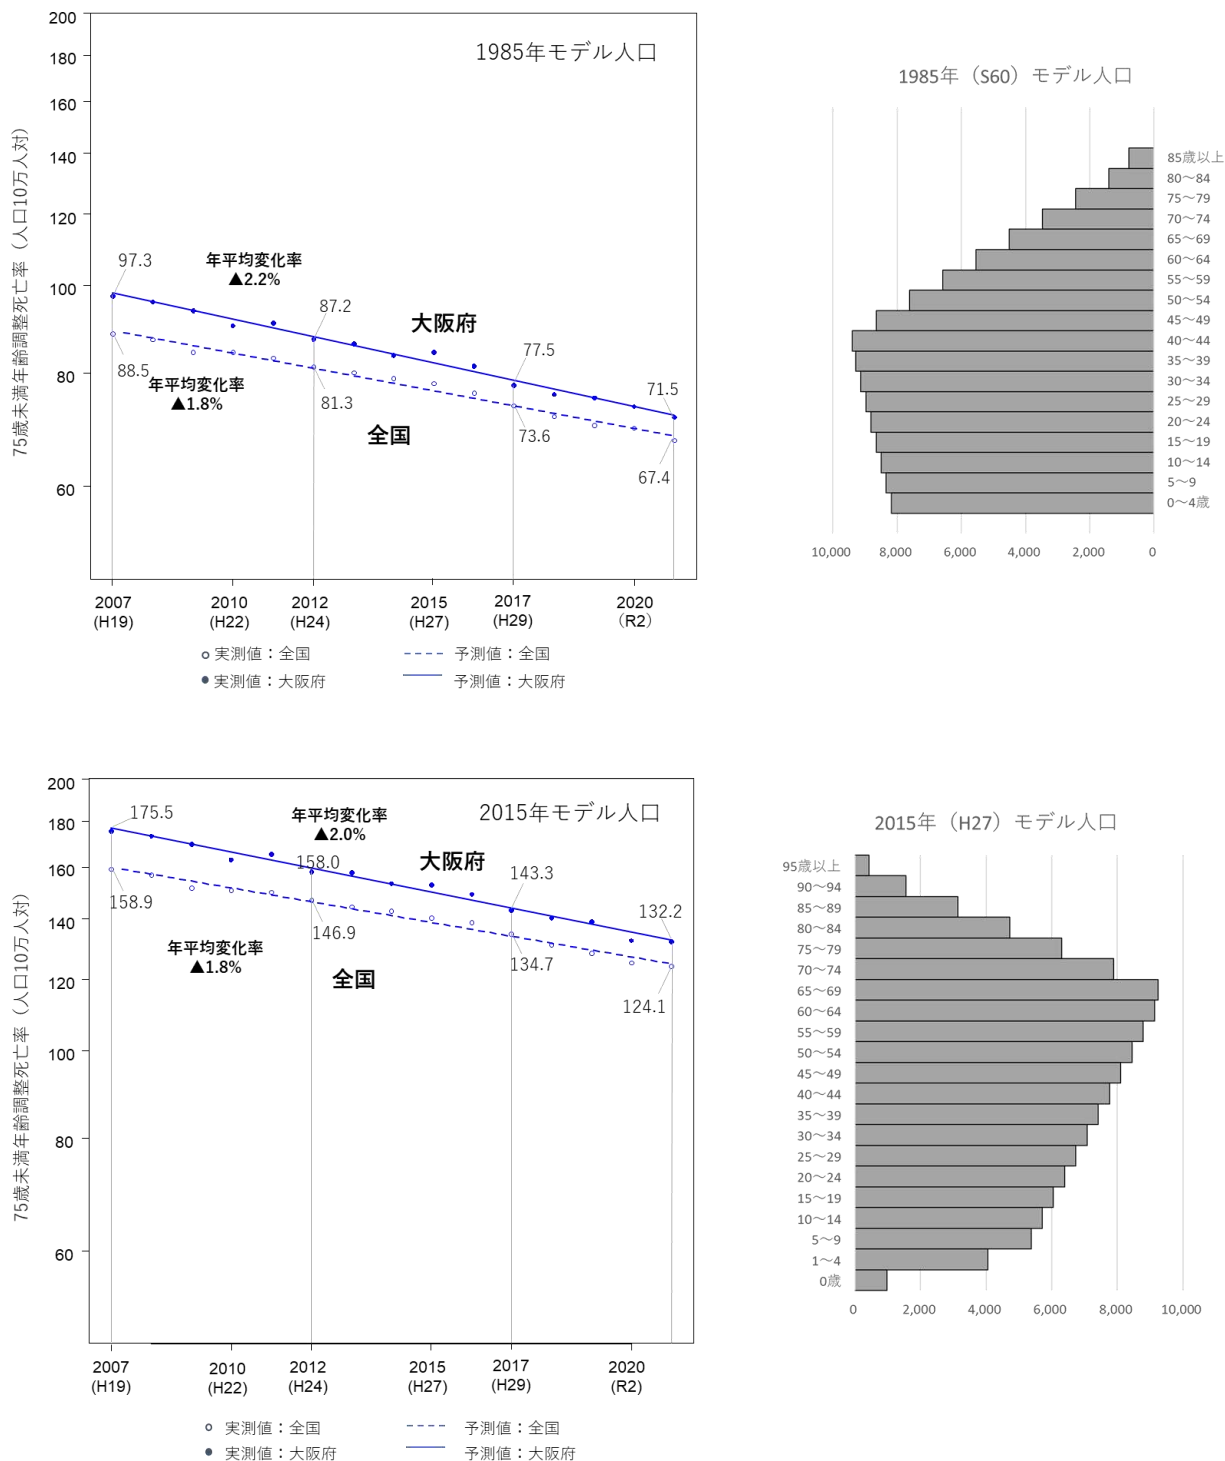 1985年モデル人口
75歳未満年齢調整死亡率（人口10万人対）
200
180
160
140
120
100
80
60
97.3
年平均変化率
▲2.2%
87.2
大阪府
77.5
71.5
88.5
年平均変化率
▲1.8%
81.3
全国
73.6
67.4
2007
(H19)
2010
(H22)
2012
(H24)
2015
(H27)
2017
(H29)
2020
（R2）
実測値：全国
予測値：全国
実測値：大阪府
予測値：大阪府
1985年（S60）モデル人口
85歳以上
80～84
75～79
70～74
65～69
60～64
55～59
50～54
45～49
40～44
35～39
30～34
25～29
20～24
15～19
10～14
5～9
0～4歳
10,000 8,000 6,000 4,000 2,000 0
2015年モデル人口
75歳未満年齢調整死亡率（人口10万人対）
200
180
160
140
120
100
80
60
175.5
年平均変化率
▲2.0%
158.0
大阪府
143.3
132.2
158.9
年平均変化率
▲1.8%
146.9
全国
134.7
124.1
2007
(H19)
2010
(H22)
2012
(H24)
2015
(H27)
2017
(H29)
2020
(R2)
実測値：全国
予測値：全国
実測値：大阪府
予測値：大阪府
2015年（H27）モデル人口
95歳以上
90～94
85～89
80～84
75～79
70～74
65～69
60～64
55～59
50～54
45～49
40～44
35～39
30～34
25～29
20～24
15～19
10～14
5～9
1～4
0歳
0 2,000 4,000 6,000 8,000 10,000